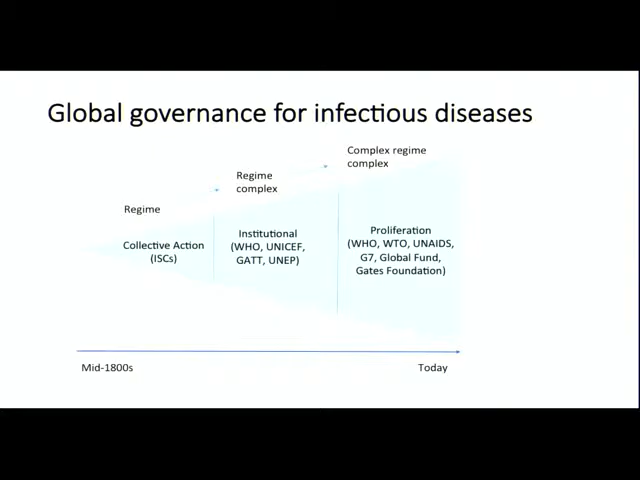 Global governance for infectious diseases
Complex regime
complex
Regime
complex
Regime
Collective Action
(ISCs)
Institutional
(WHO, UNICEF,
GATT, UNEP)
Proliferation
(WHO, WTO, UNAIDS,
G7, Global Fund,
Gates Foundation)
Mid-1800s
Today